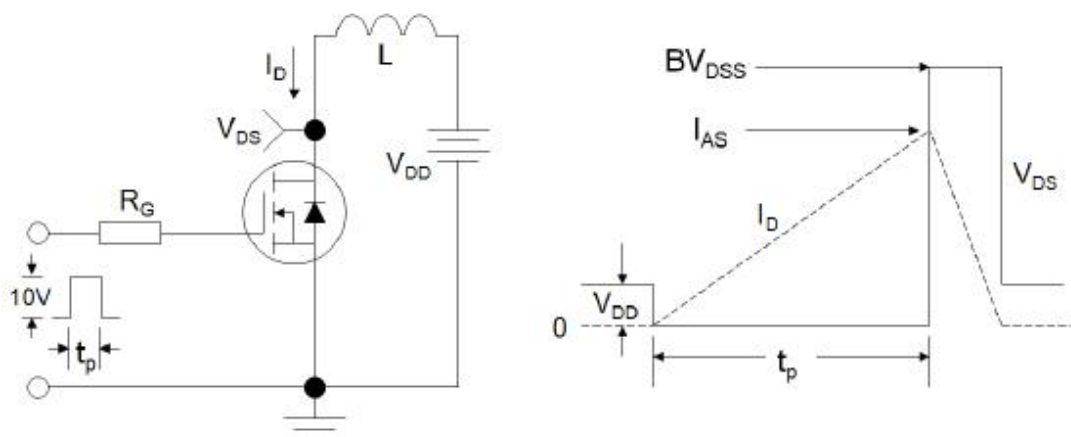 L
I_D
V_DS
V_DD
R_G
10V
t_p
BV_DSS
I_AS
V_DS
I_D
V_DD
0
t_p